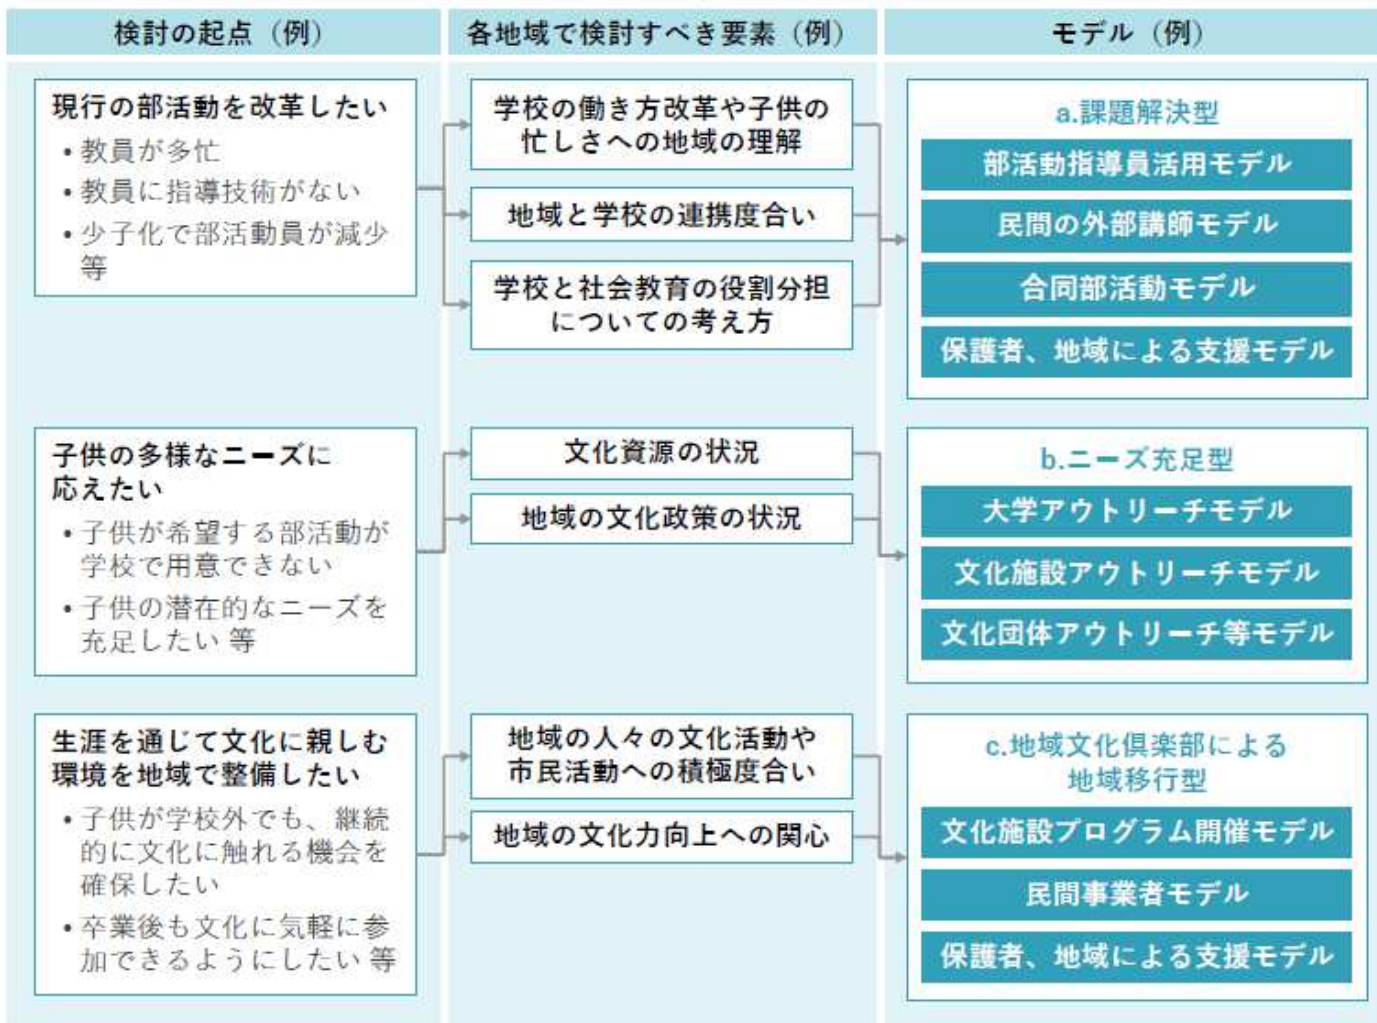 検討の起点（例）
各地域で検討すべき要素（例）
モデル（例）
現行の部活動を改革したい
• 教員が多忙
• 教員に指導技術がない
• 少子化で部活動員が減少
等
学校の働き方改革や子供の
忙しさへの地域の理解
地域と学校の連携度合い
学校と社会教育の役割分担
についての考え方
a.課題解決型
部活動指導員活用モデル
民間の外部講師モデル
合同部活動モデル
保護者、地域による支援モデル
子供の多様なニーズに
応えたい
• 子供が希望する部活動が
学校で用意できない
• 子供の潜在的なニーズを
充足したい 等
文化資源の状況
地域の文化政策の状況
b.ニーズ充足型
大学アウトリーチモデル
文化施設アウトリーチモデル
文化団体アウトリーチ等モデル
生涯を通じて文化に親しむ
環境を地域で整備したい
• 子供が学校外でも、継続
的に文化に触れる機会を
確保したい
• 卒業後も文化に気軽に参
加できるようにしたい 等
地域の人々の文化活動や
市民活動への積極度合い
地域の文化力向上への関心
c.地域文化倶楽部による
地域移行型
文化施設プログラム開催モデル
民間事業者モデル
保護者、地域による支援モデル